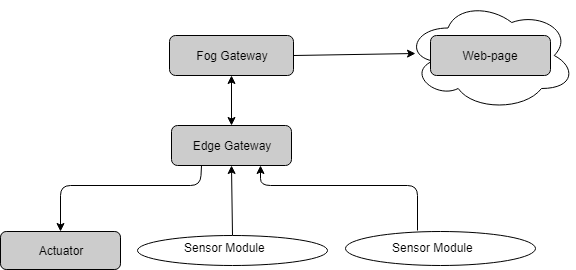 Fog Gateway
Web-page
Edge Gateway
Actuator
Sensor Module
Sensor Module